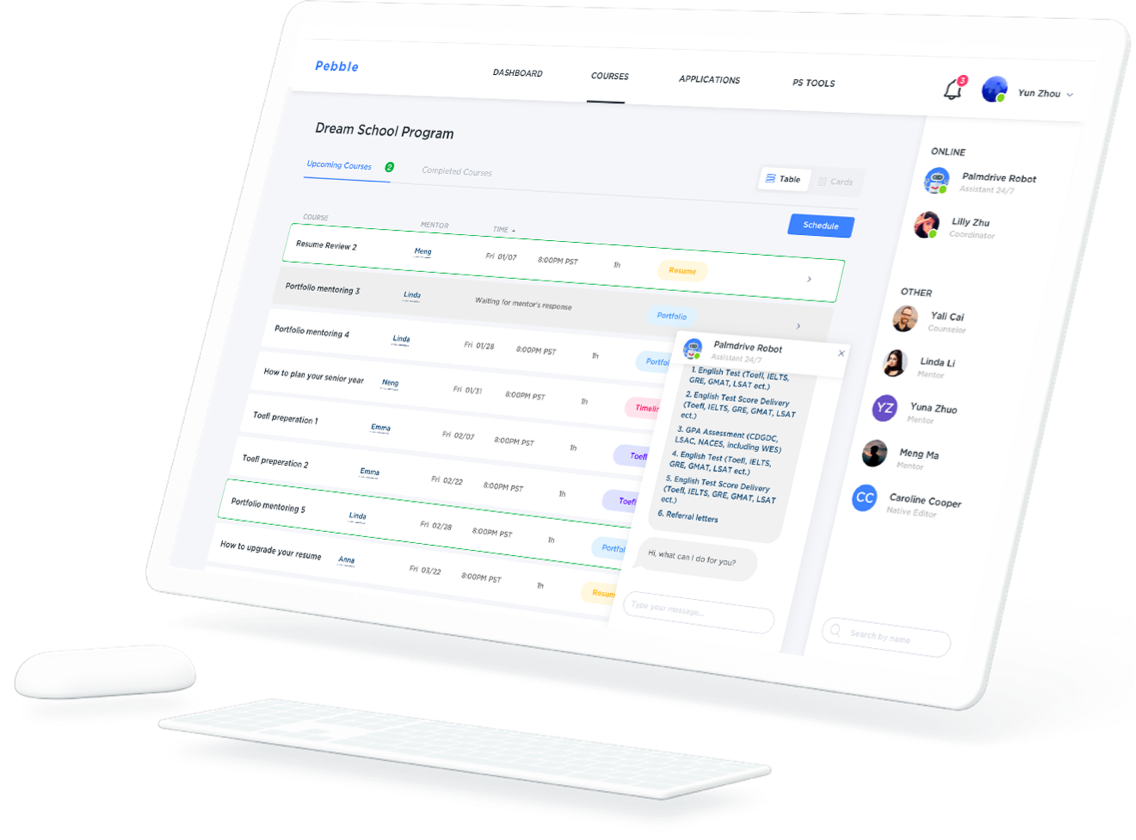 Pebble
DASHBOARD
COURSES
APPLICATIONS
PS TOOLS
3
Yun Zhou
Dream School Program
Upcoming Courses 2
Completed Courses
Table
Cards
Schedule
COURSE MENTOR TIME
Resume Review 2 Meng Fri 01/07 8:00PM PST 1h Resume
Portfolio mentoring 3 Linda Waiting for mentor's response Portfolio
Portfolio mentoring 4 Linda Fri 01/28 8:00PM PST 1h Portfol
How to plan your senior year Neng Fri 01/31 8:00PM PST 1h Timelin
Toefl preperation 1 Emma Fri 02/07 8:00PM PST 1h Toefl
Toefl preperation 2 Emma Fri 02/22 8:00PM PST 1h Toefl
Portfolio mentoring 5 Linda Fri 02/28 8:00PM PST 1h Portfol
How to upgrade your resume Anna Fri 03/22 8:00PM PST 1h Resum
Palmdrive Robot
Assistant 24/7
1. English Test (Toefl, IELTS,
GRE, GMAT, LSAT ect.)
2. English Test Score Delivery
(Toefl, IELTS, GRE, GMAT, LSAT
ect.)
3. GPA Assessment (CDGDC,
LSAC, NACES, including WES)
4. English Test (Toefl, IELTS,
GRE, GMAT, LSAT ect.)
5. English Test Score Delivery
(Toefl, IELTS, GRE, GMAT, LSAT
ect.)
6. Referral letters
Hi, what can I do for you?
Type your message...
ONLINE
Palmdrive Robot
Assistant 24/7
Lilly Zhu
Coordinator
OTHER
Yali Cai
Counselor
Linda Li
Mentor
YZ
Yuna Zhuo
Mentor
Meng Ma
Mentor
CC
Caroline Cooper
Native Editor
Search by name